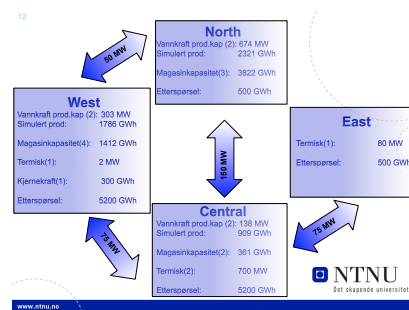 12
North
Vannkraft prod.kap (2): 674 MW
Simulert prod: 2321 GWh
Magasinkapasitet(3): 3822 GWh
Etterspørsel: 500 GWh
50 MW
West
Vannkraft prod.kap (2): 303 MW
Simulert prod: 1786 GWh
Magasinkapasitet(4): 1412 GWh
Termisk(1): 2 MW
Kjernekraft(1): 300 GWh
Etterspørsel: 5200 GWh
150 MW
East
Termisk(1): 80 MW
Etterspørsel: 500 GWh
Central
Vannkraft prod.kap (2): 138 MW
Simulert prod: 909 GWh
Magasinkapasitet(2): 361 GWh
Termisk(2): 700 MW
Etterspørsel: 5200 GWh
75 MW
75 MW
NTNU
Det skapende universitet
www.ntnu.no